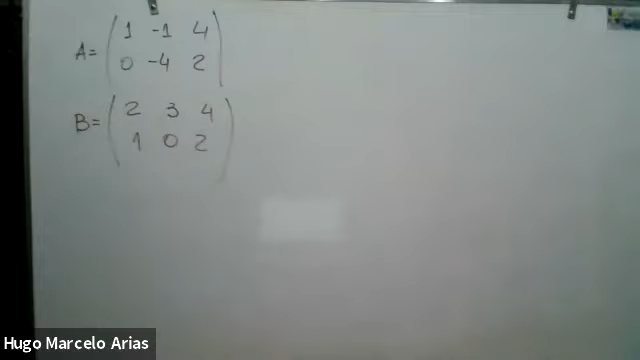 A= ( 1 -1 4
0 -4 2 )
B= ( 2 3 4
1 0 2 )
Hugo Marcelo Arias